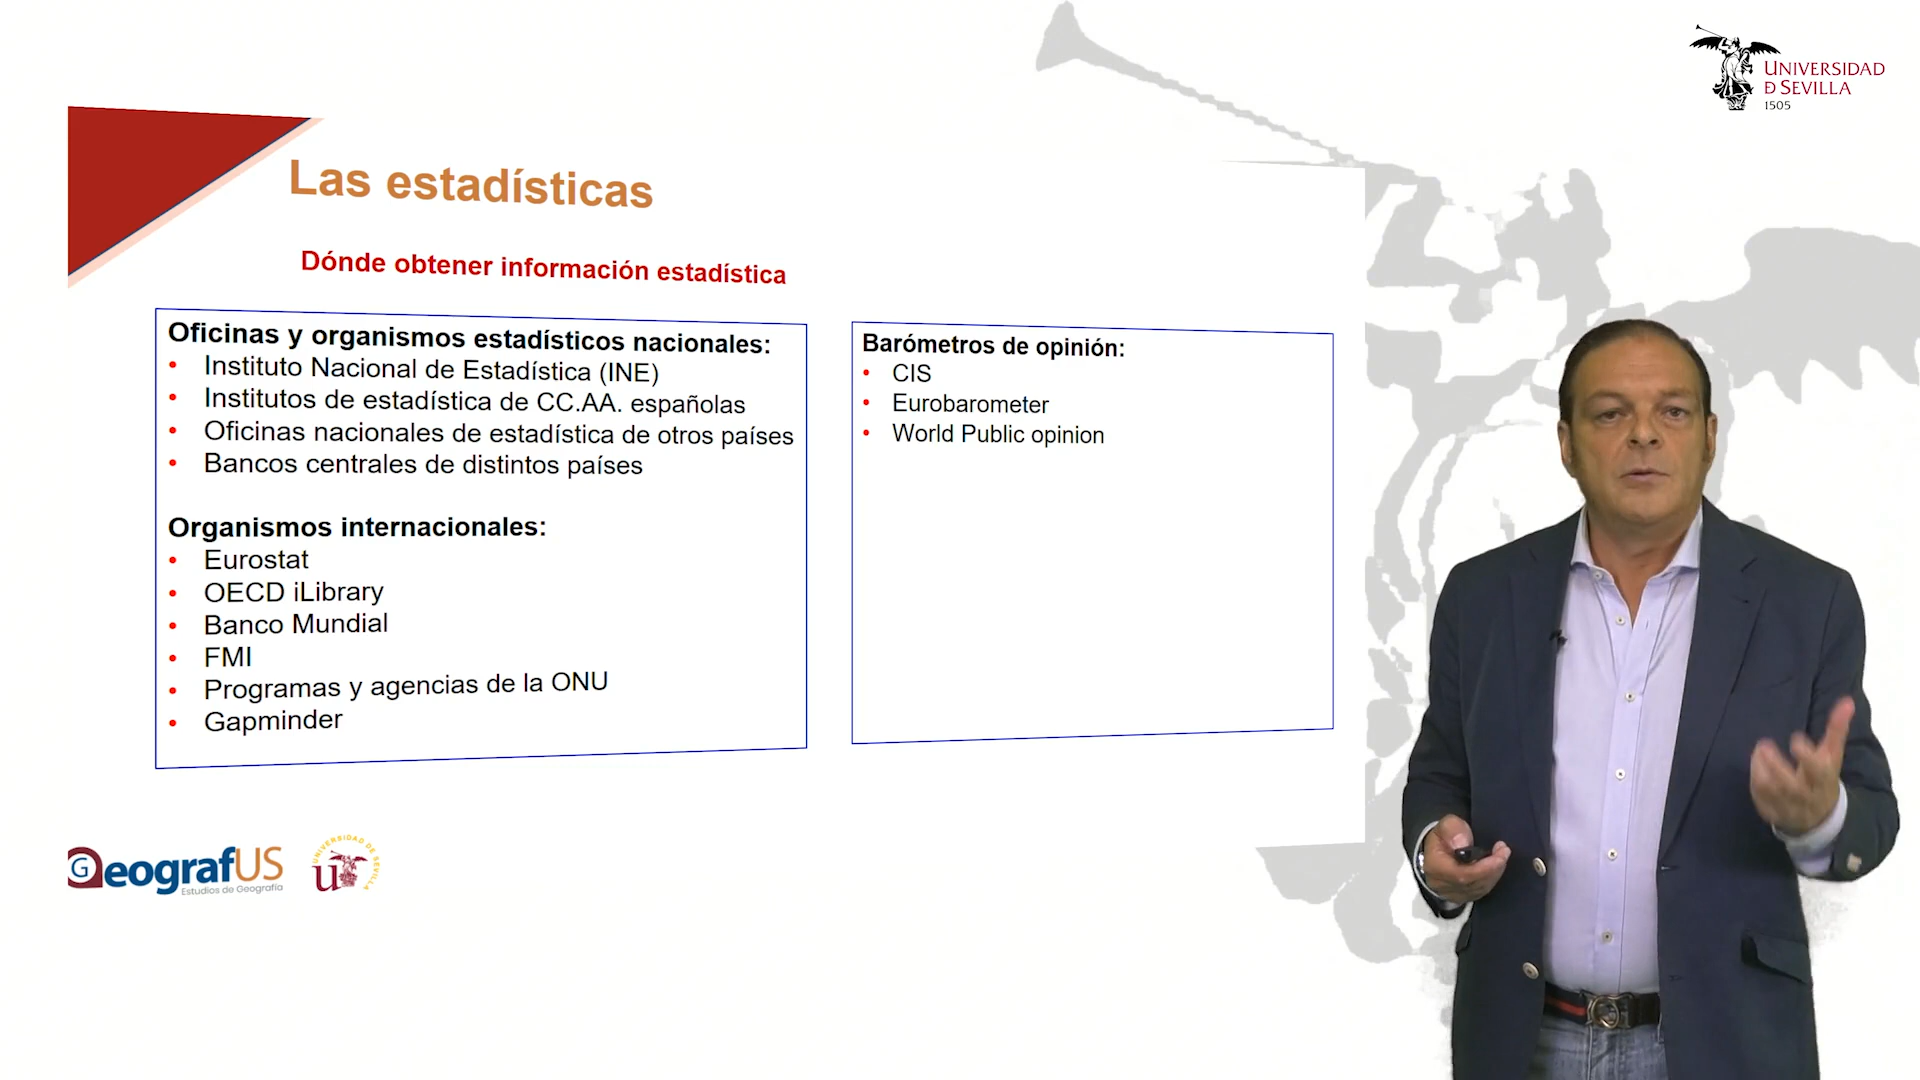 UNIVERSIDAD
D SEVILLA
1505
Las estadísticas
Dónde obtener información estadística
Oficinas y organismos estadísticos nacionales:
• Instituto Nacional de Estadística (INE)
• Institutos de estadística de CC.AA. españolas
• Oficinas nacionales de estadística de otros países
• Bancos centrales de distintos países
Organismos internacionales:
• Eurostat
• OECD iLibrary
• Banco Mundial
• FMI
• Programas y agencias de la ONU
• Gapminder
Barómetros de opinión:
• CIS
• Eurobarometer
• World Public opinion
GeografUS
Estudios de Geografía
UNIVERSIDAD DE SEVILLA
U